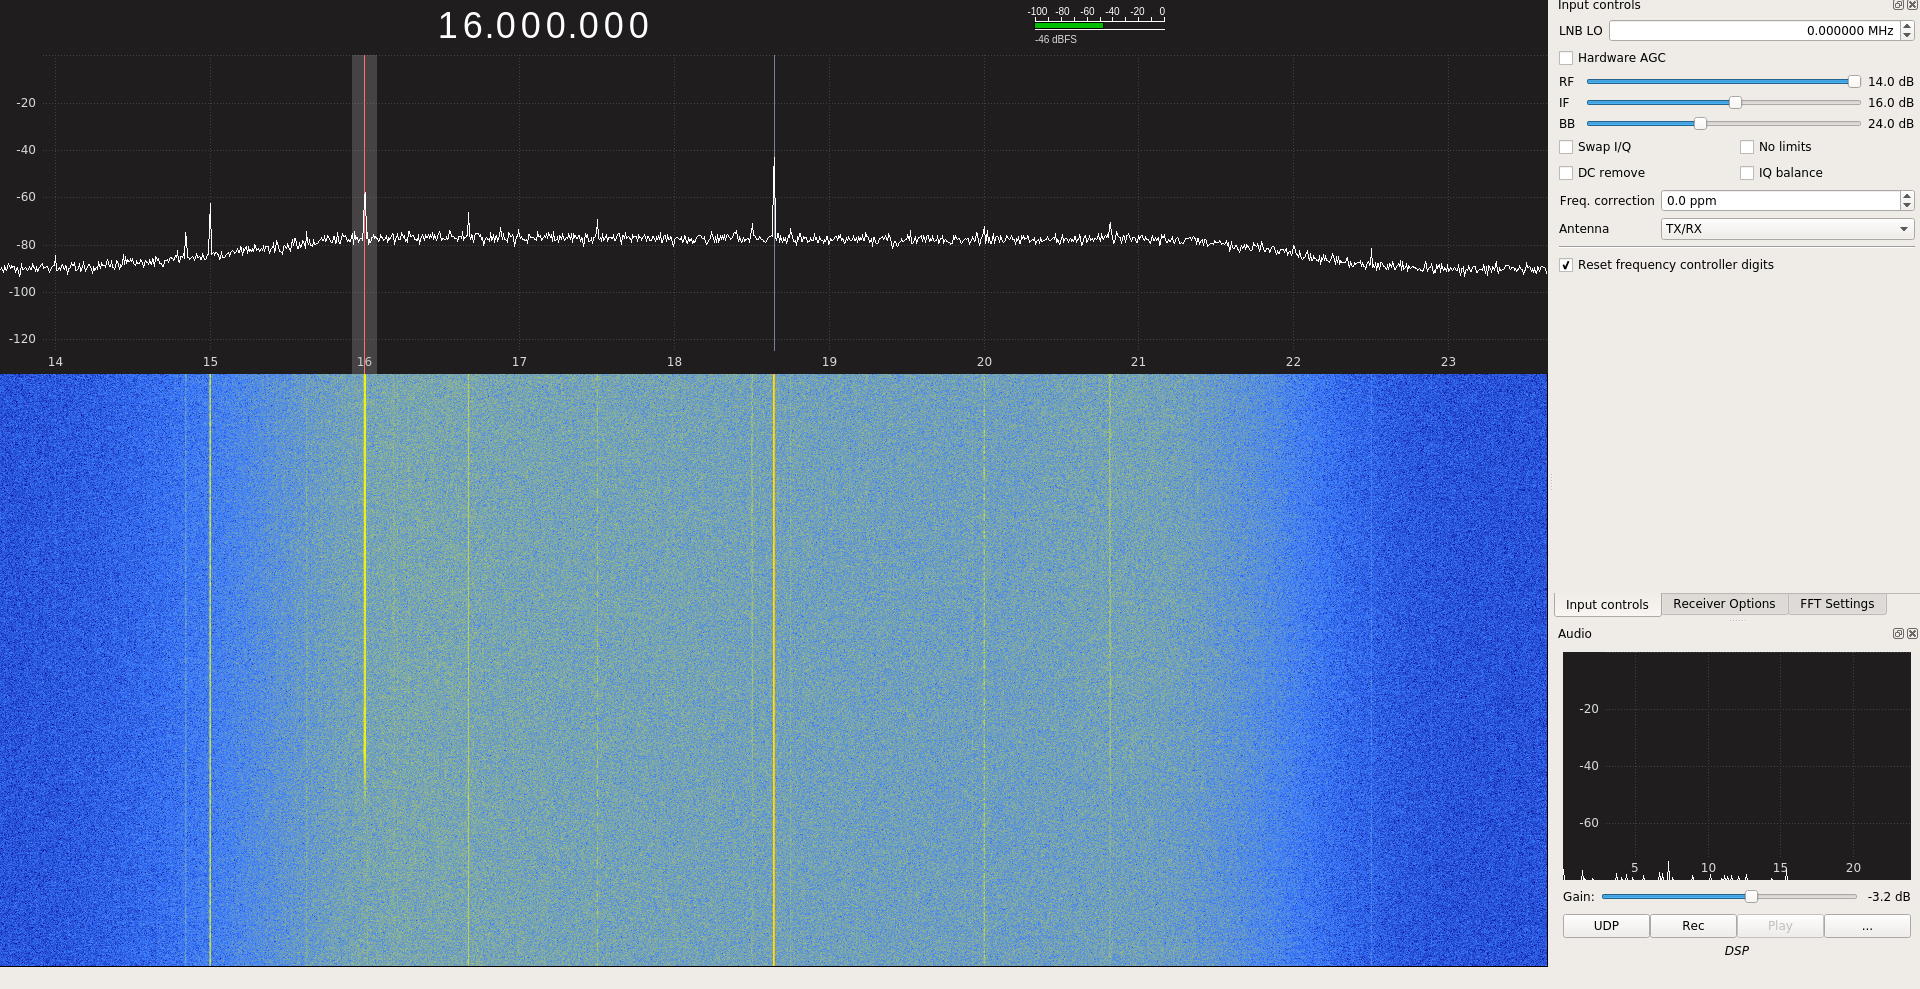 16.000.000
-100 -80 -60 -40 -20 0
-46 dBFS
-20
-40
-60
-80
-100
-120
14 15 16 17 18 19 20 21 22 23
Input controls
LNB LO 0.000000 MHz
Hardware AGC
RF 14.0 dB
IF 16.0 dB
BB 24.0 dB
Swap I/Q No limits
DC remove IQ balance
Freq. correction 0.0 ppm
Antenna TX/RX
Reset frequency controller digits
Input controls Receiver Options FFT Settings
Audio
-20
-40
-60
5 10 15 20
Gain: -3.2 dB
UDP Rec Play ...
DSP